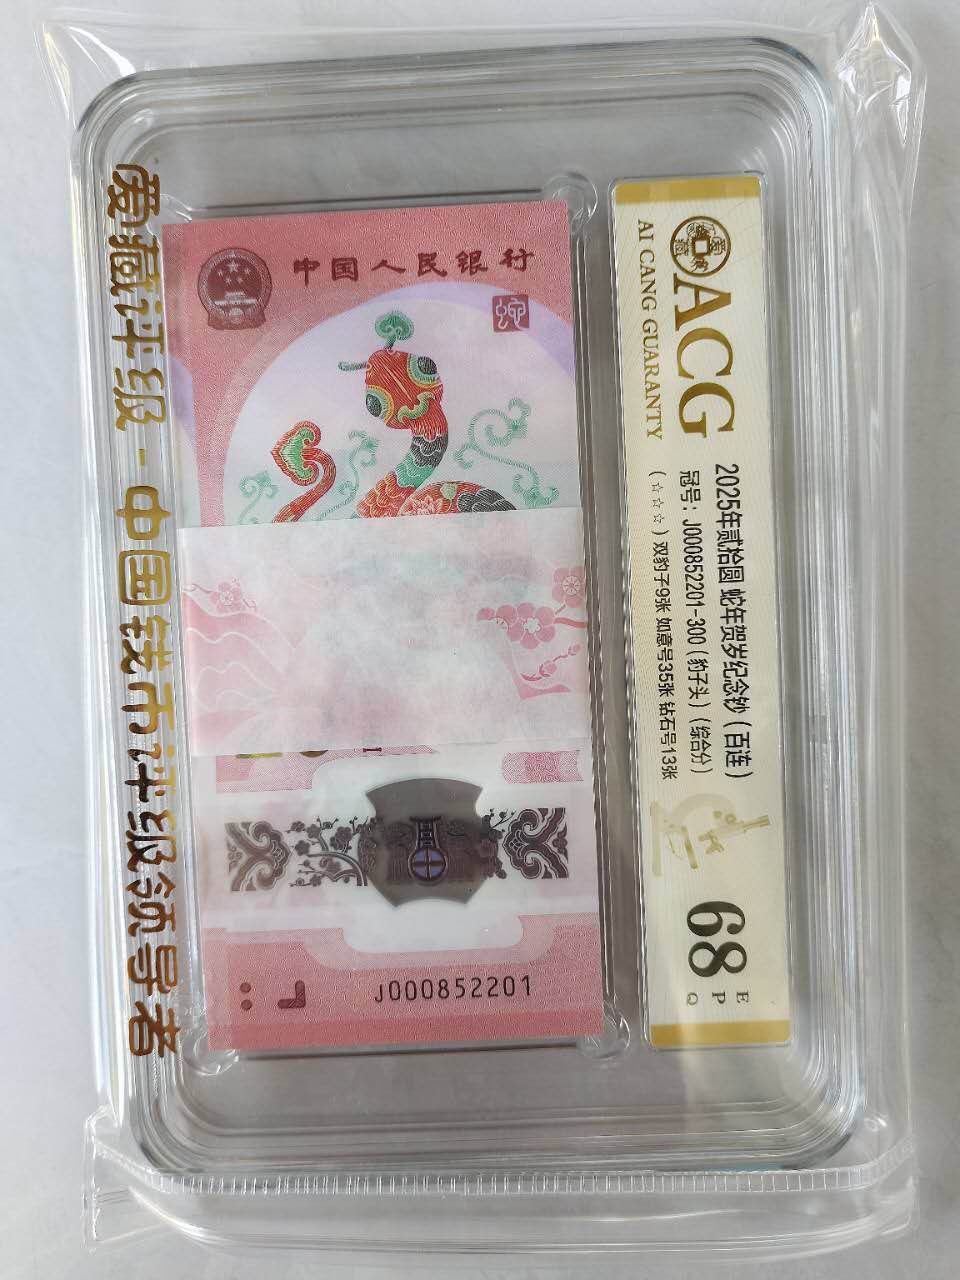 爱藏评级-中国钱币评级领导者
中国人民银行
蛇
J000852201
ACG
AI CANG GUARANTY
2025年贰拾圆 蛇年贺岁纪念钞（百连）
冠号：J000852201-300（豹子头）（综合分）
（☆☆☆）双豹子9张 如意号35张 钻石号13张
68
E
P
Q